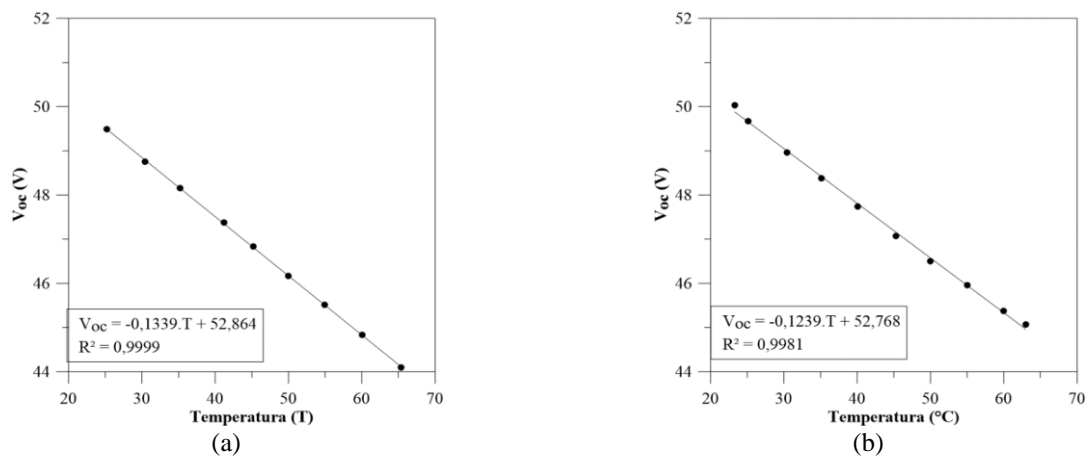 52
50
48
46
44
Voc (V)
Voc = -0,1339.T + 52,864
R² = 0,9999
20 30 40 50 60 70
Temperatura (T)
(a)
52
50
48
46
44
Voc (V)
Voc = -0,1239.T + 52,768
R² = 0,9981
20 30 40 50 60 70
Temperatura (°C)
(b)